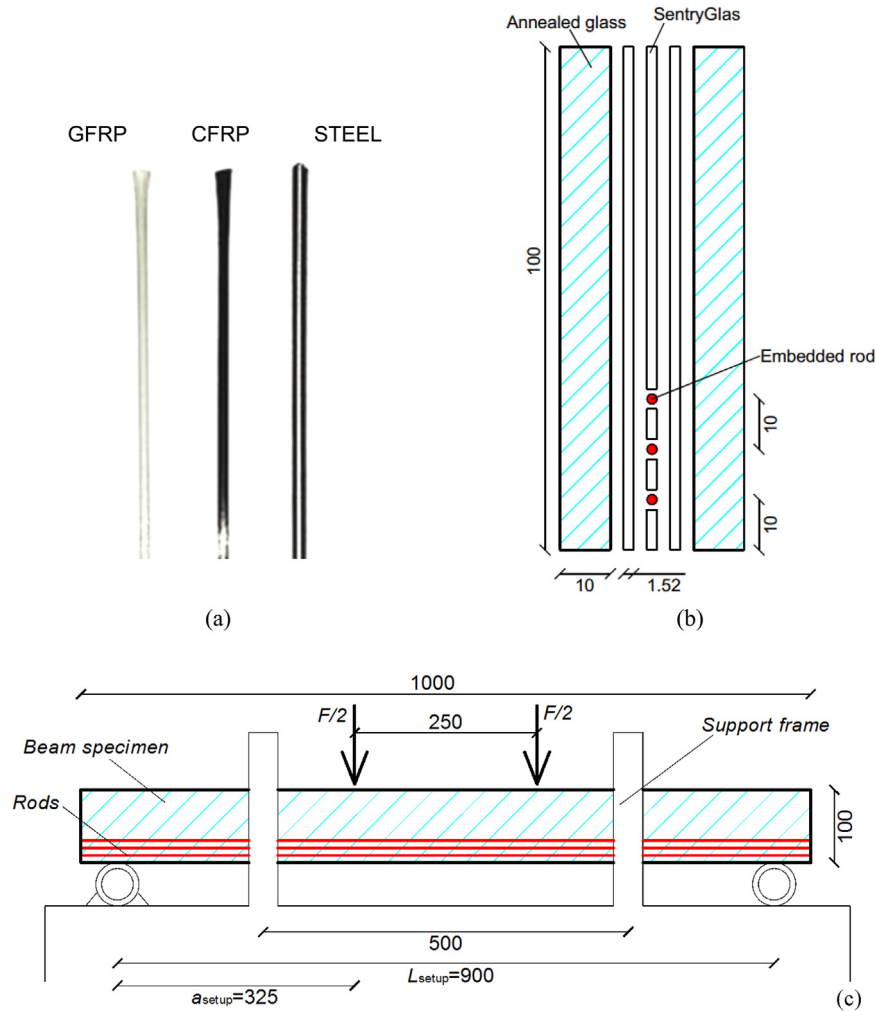 GFRP CFRP STEEL
(a)
SentryGlas
Annealed glass
100
Embedded rod
10
10
10
1.52
(b)
1000
F/2
F/2
250
Support frame
Beam specimen
Rods
100
500
Lsetup=900
asetup=325
(c)